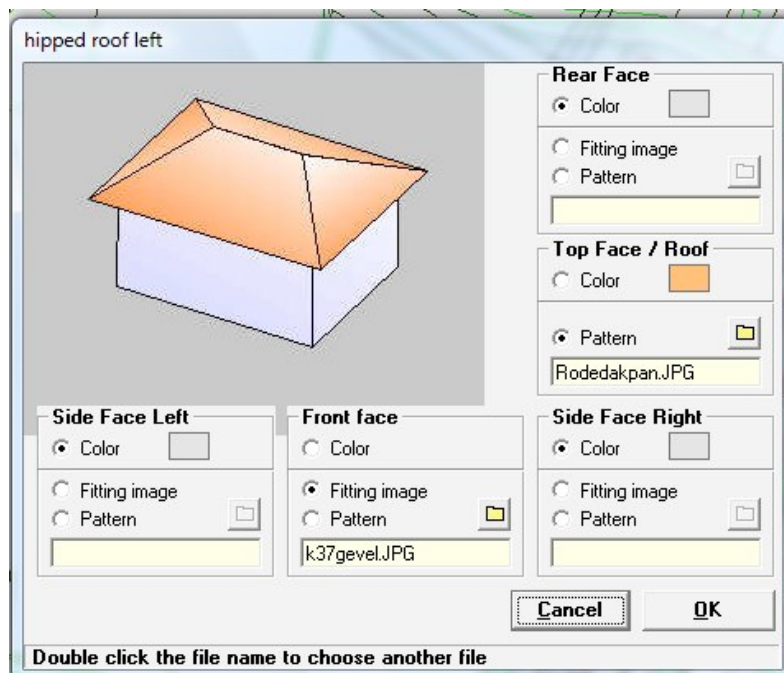 hipped roof left
Rear Face
Color
Fitting image
Pattern
Top Face / Roof
Color
Pattern
Rodedakpan.JPG
Side Face Left
Color
Fitting image
Pattern
Front face
Color
Fitting image
Pattern
k37gevel.JPG
Side Face Right
Color
Fitting image
Pattern
Cancel
OK
Double click the file name to choose another file